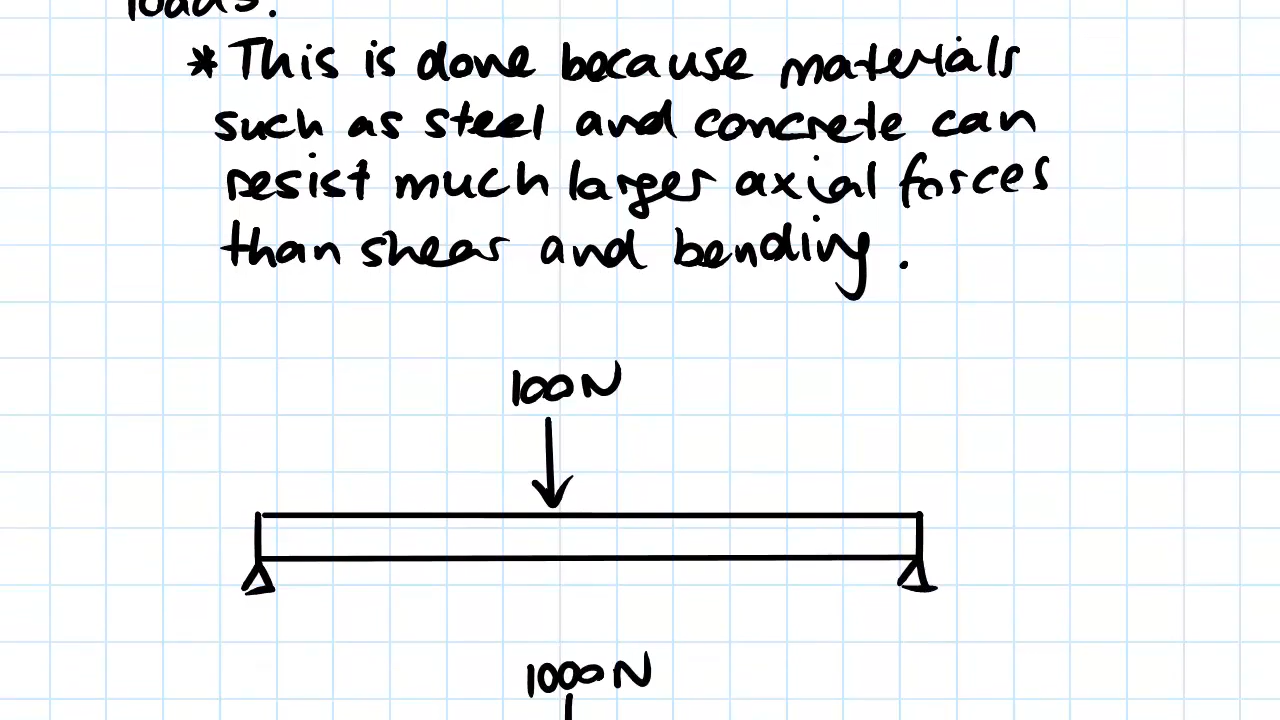 loads.
* This is done because materials
such as steel and concrete can
resist much larger axial forces
than shear and bending.
100N
1000N